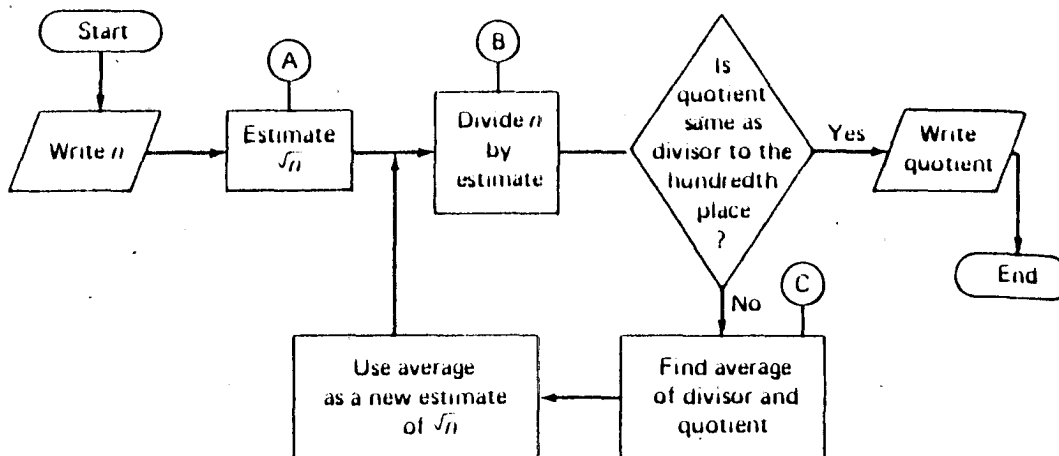 Start
Write n
A
Estimate
√n
B
Divide n
by
estimate
Is
quotient
same as
divisor to the
hundredth
place
?
Yes
Write
quotient
End
No
C
Find average
of divisor and
quotient
Use average
as a new estimate
of √n